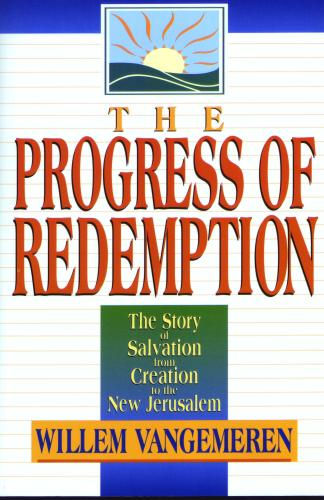 THE
PROGRESS OF
REDEMPTION
The Story
of
Salvation
from
Creation
to the
New Jerusalem
WILLEM VANGEMEREN